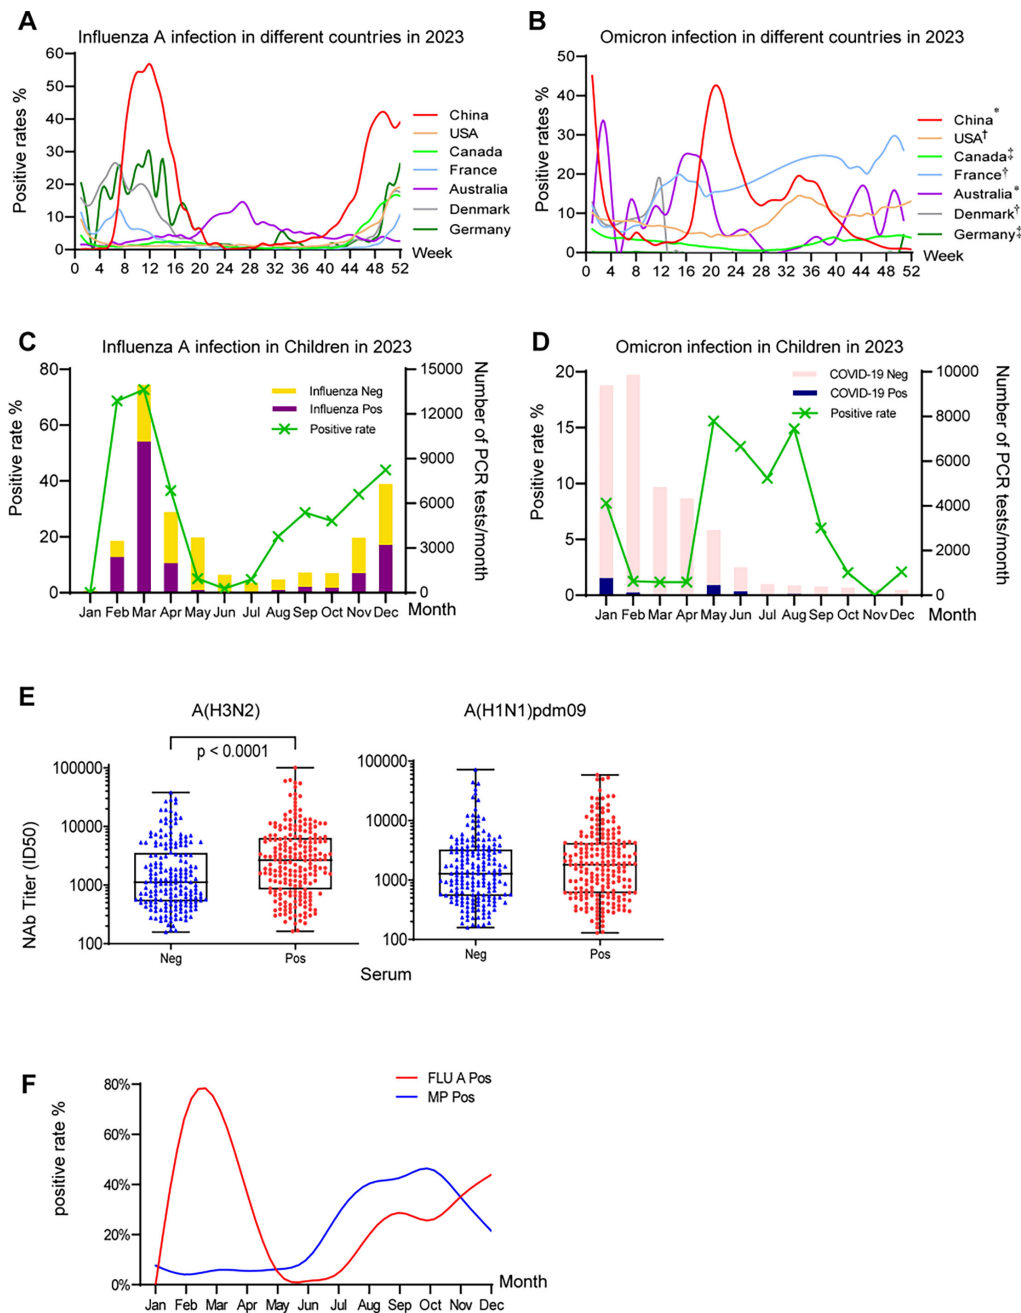 A
Influenza A infection in different countries in 2023
Positive rates %
60
50
40
30
20
10
0
0 4 8 12 16 20 24 28 32 36 40 44 48 52
Week
China
USA
Canada
France
Australia
Denmark
Germany
B
Omicron infection in different countries in 2023
Positive rates %
50
40
30
20
10
0
0 4 8 12 16 20 24 28 32 36 40 44 48 52
Week
China*
USA†
Canada‡
France†
Australia*
Denmark†
Germany‡
C
Influenza A infection in Children in 2023
Positive rate %
80
60
40
20
0
Influenza Neg
Influenza Pos
Positive rate
15000
12000
9000
6000
3000
0
Number of PCR tests/month
Jan Feb Mar Apr May Jun Jul Aug Sep Oct Nov Dec
Month
D
Omicron infection in Children in 2023
Positive rate %
20
15
10
5
0
COVID-19 Neg
COVID-19 Pos
Positive rate
10000
8000
6000
4000
2000
0
Number of PCR tests/month
Jan Feb Mar Apr May Jun Jul Aug Sep Oct Nov Dec
Month
E
A(H3N2)
p < 0.0001
NAb Titer (ID50)
100000
10000
1000
100
Neg Pos
A(H1N1)pdm09
100000
10000
1000
100
Neg Pos
Serum
F
positive rate %
80%
60%
40%
20%
0%
FLU A Pos
MP Pos
Jan Feb Mar Apr May Jun Jul Aug Sep Oct Nov Dec
Month